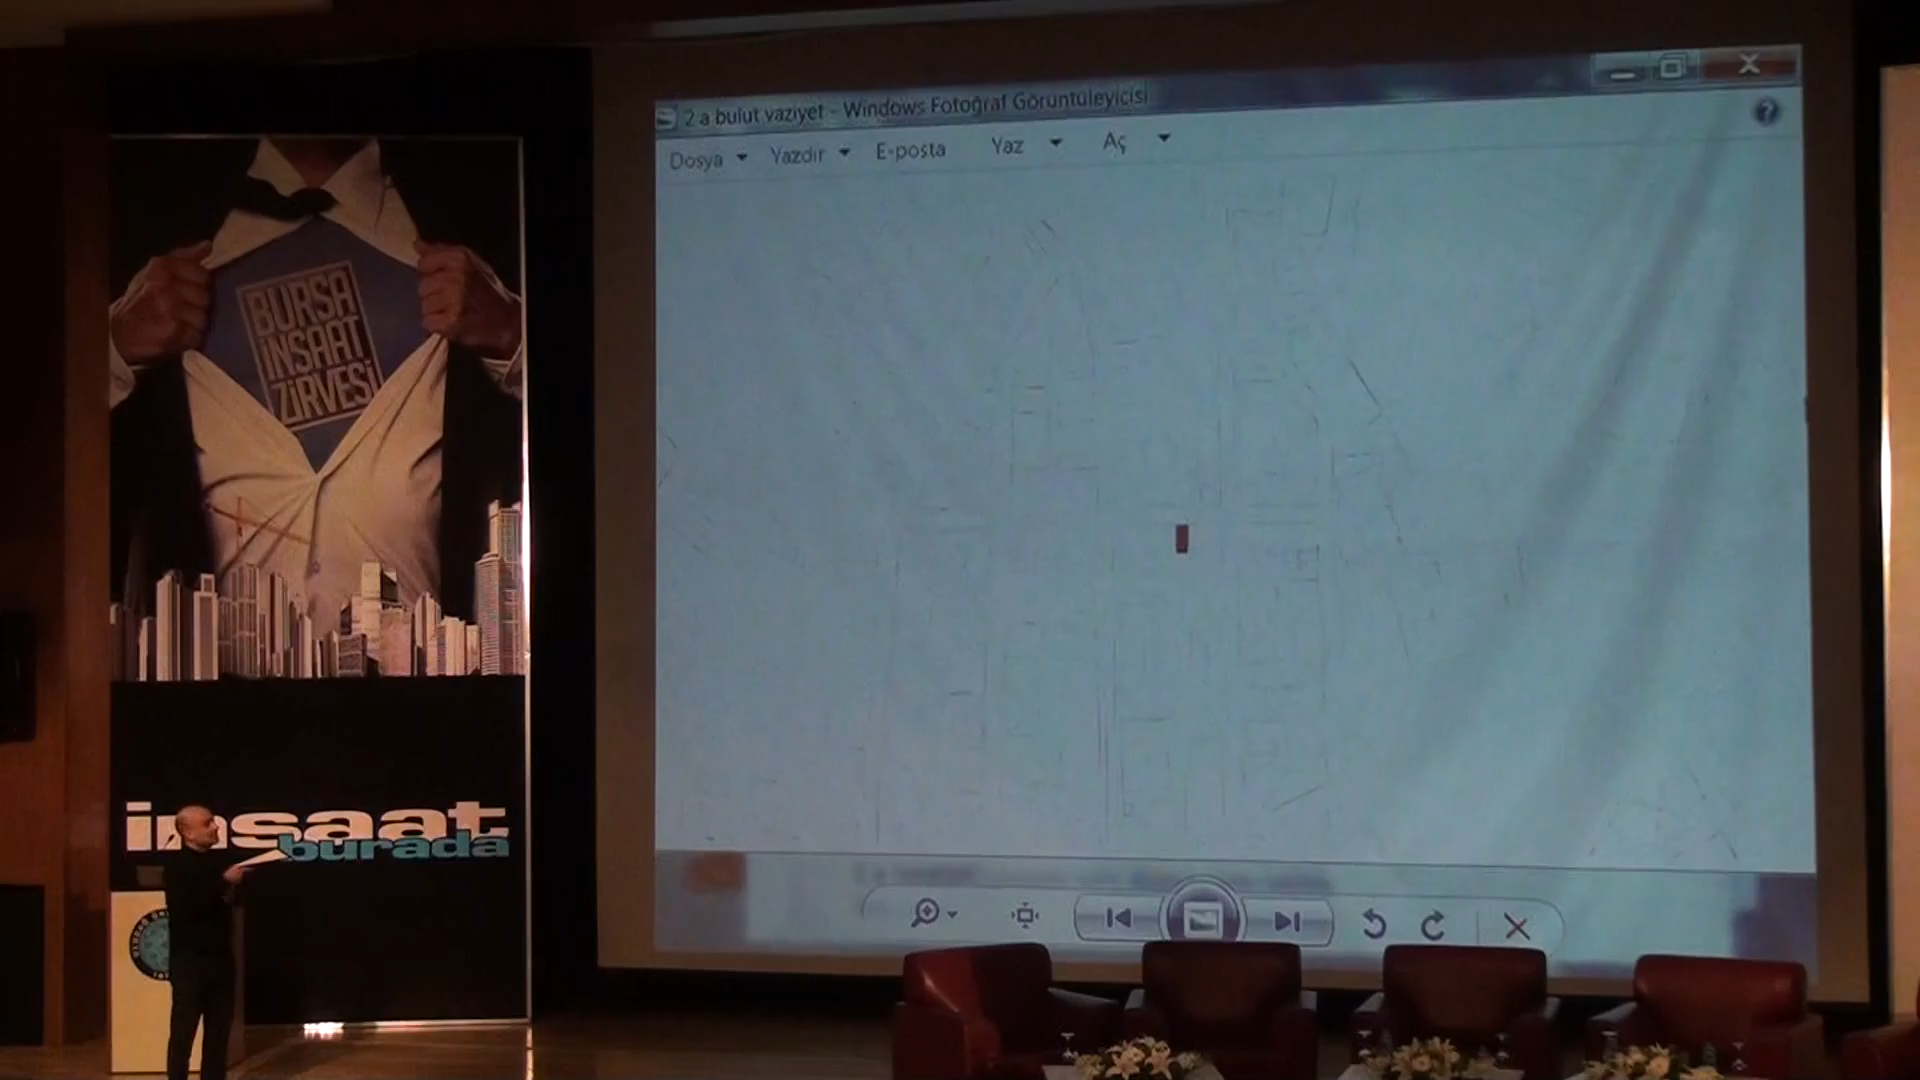 BURSA
İNŞAAT
ZİRVESİ
inşaat
burada
2 a bulut vaziyet - Windows Fotoğraf Görüntüleyicisi
Dosya Yazdır E-posta Yaz Aç